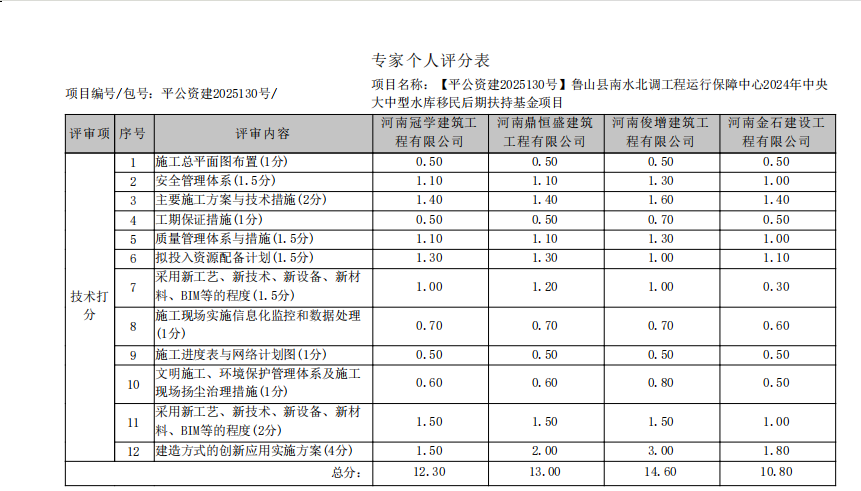 专家个人评分表
项目编号/包号：平公资建2025130号/
项目名称：【平公资建2025130号】鲁山县南水北调工程运行保障中心2024年中央
大中型水库移民后期扶持基金项目
评审项 序号 评审内容 河南冠学建筑工 河南鼎恒盛建筑 河南俊增建筑工 河南金石建设工
程有限公司 工程有限公司 程有限公司 程有限公司
1 施工总平面图布置(1分) 0.50 0.50 0.50 0.50
2 安全管理体系(1.5分) 1.10 1.10 1.30 1.00
3 主要施工方案与技术措施(2分) 1.40 1.40 1.60 1.40
4 工期保证措施(1分) 0.50 0.50 0.70 0.50
5 质量管理体系与措施(1.5分) 1.10 1.10 1.30 1.00
6 拟投入资源配备计划(1.5分) 1.30 1.30 1.00 1.10
技术打
分
7 采用新工艺、新技术、新设备、新材 1.00 1.20 1.00 0.30
料、BIM等的程度(1.5分)
8 施工现场实施信息化监控和数据处理 0.70 0.70 0.70 0.60
(1分)
9 施工进度表与网络计划图(1分) 0.50 0.50 0.50 0.50
10 文明施工、环境保护管理体系及施工 0.60 0.60 0.80 0.50
现场扬尘治理措施(1分)
11 采用新工艺、新技术、新设备、新材 1.50 1.50 1.50 1.00
料、BIM等的程度(2分)
12 建造方式的创新应用实施方案(4分) 1.50 2.00 3.00 1.80
总分： 12.30 13.00 14.60 10.80